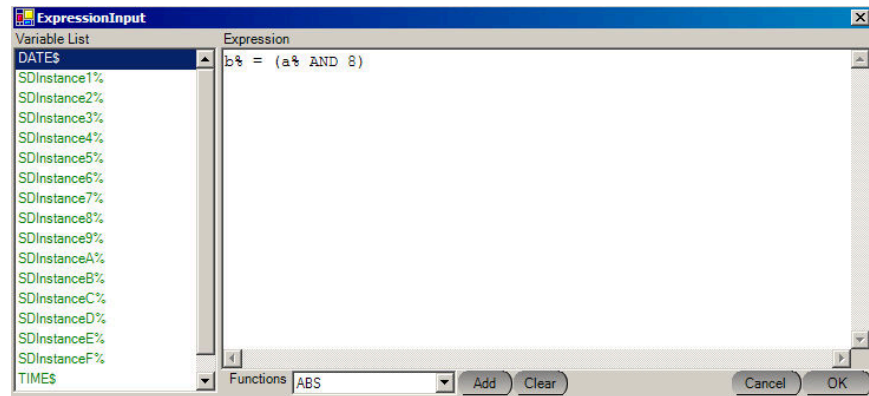 ExpressionInput
Variable List
Expression
DATE$
SDInstance1%
SDInstance2%
SDInstance3%
SDInstance4%
SDInstance5%
SDInstance6%
SDInstance7%
SDInstance8%
SDInstance9%
SDInstanceA%
SDInstanceB%
SDInstanceC%
SDInstanceD%
SDInstanceE%
SDInstanceF%
TIME$
b% = (a% AND 8)
Functions ABS Add Clear Cancel OK